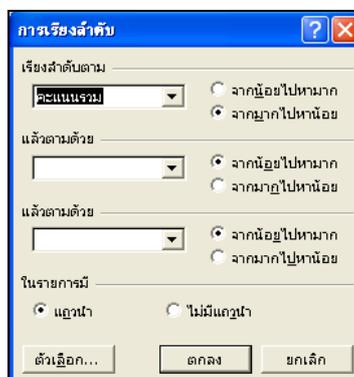 การเรียงลำดับ
เรียงลำดับตาม
คะแนนรวม
จากน้อยไปหามาก
จากมากไปหาน้อย
แล้วตามด้วย
จากน้อยไปหามาก
จากมากไปหาน้อย
แล้วตามด้วย
จากน้อยไปหามาก
จากมากไปหาน้อย
ในรายการมี
แถวนำ ไม่มีแถวนำ
ตัวเลือก... ตกลง ยกเลิก